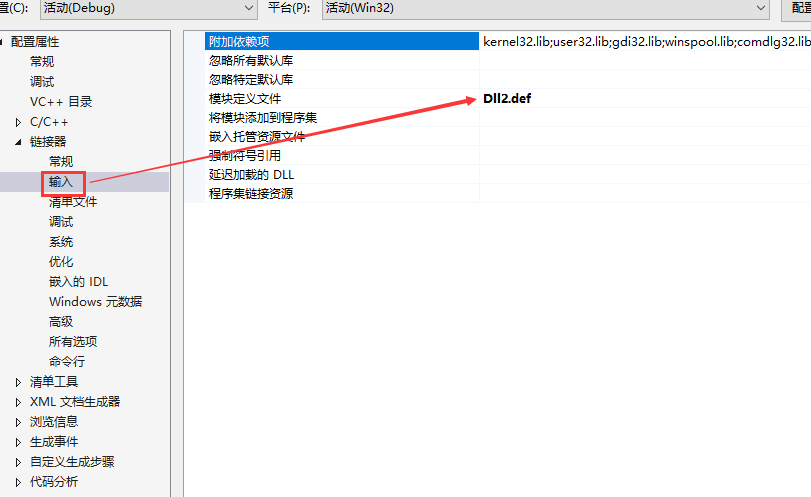 置(C):
活动(Debug)
平台(P):
活动(Win32)
配置
配置属性
常规
调试
VC++ 目录
C/C++
链接器
常规
输入
清单文件
调试
系统
优化
嵌入的 IDL
Windows 元数据
高级
所有选项
命令行
清单工具
XML 文档生成器
浏览信息
生成事件
自定义生成步骤
代码分析
附加依赖项 kernel32.lib;user32.lib;gdi32.lib;winspool.lib;comdlg32.lib
忽略所有默认库
忽略特定默认库
模块定义文件 Dll2.def
将模块添加到程序集
嵌入托管资源文件
强制符号引用
延迟加载的 DLL
程序集链接资源